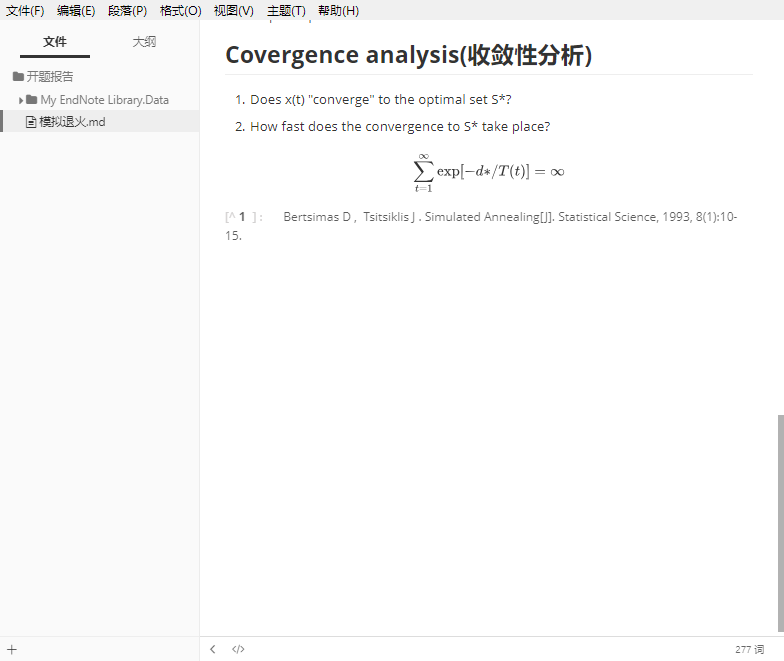 文件(F) 编辑(E) 段落(P) 格式(O) 视图(V) 主题(T) 帮助(H)
文件 大纲
开题报告
My EndNote Library.Data
模拟退火.md
Covergence analysis(收敛性分析)
1. Does x(t) "converge" to the optimal set S*?
2. How fast does the convergence to S* take place?
∞
∑ exp[−d∗/T(t)] = ∞
t=1
[^ 1 ] : Bertsimas D , Tsitsiklis J . Simulated Annealing[J]. Statistical Science, 1993, 8(1):10-
15.
277 词